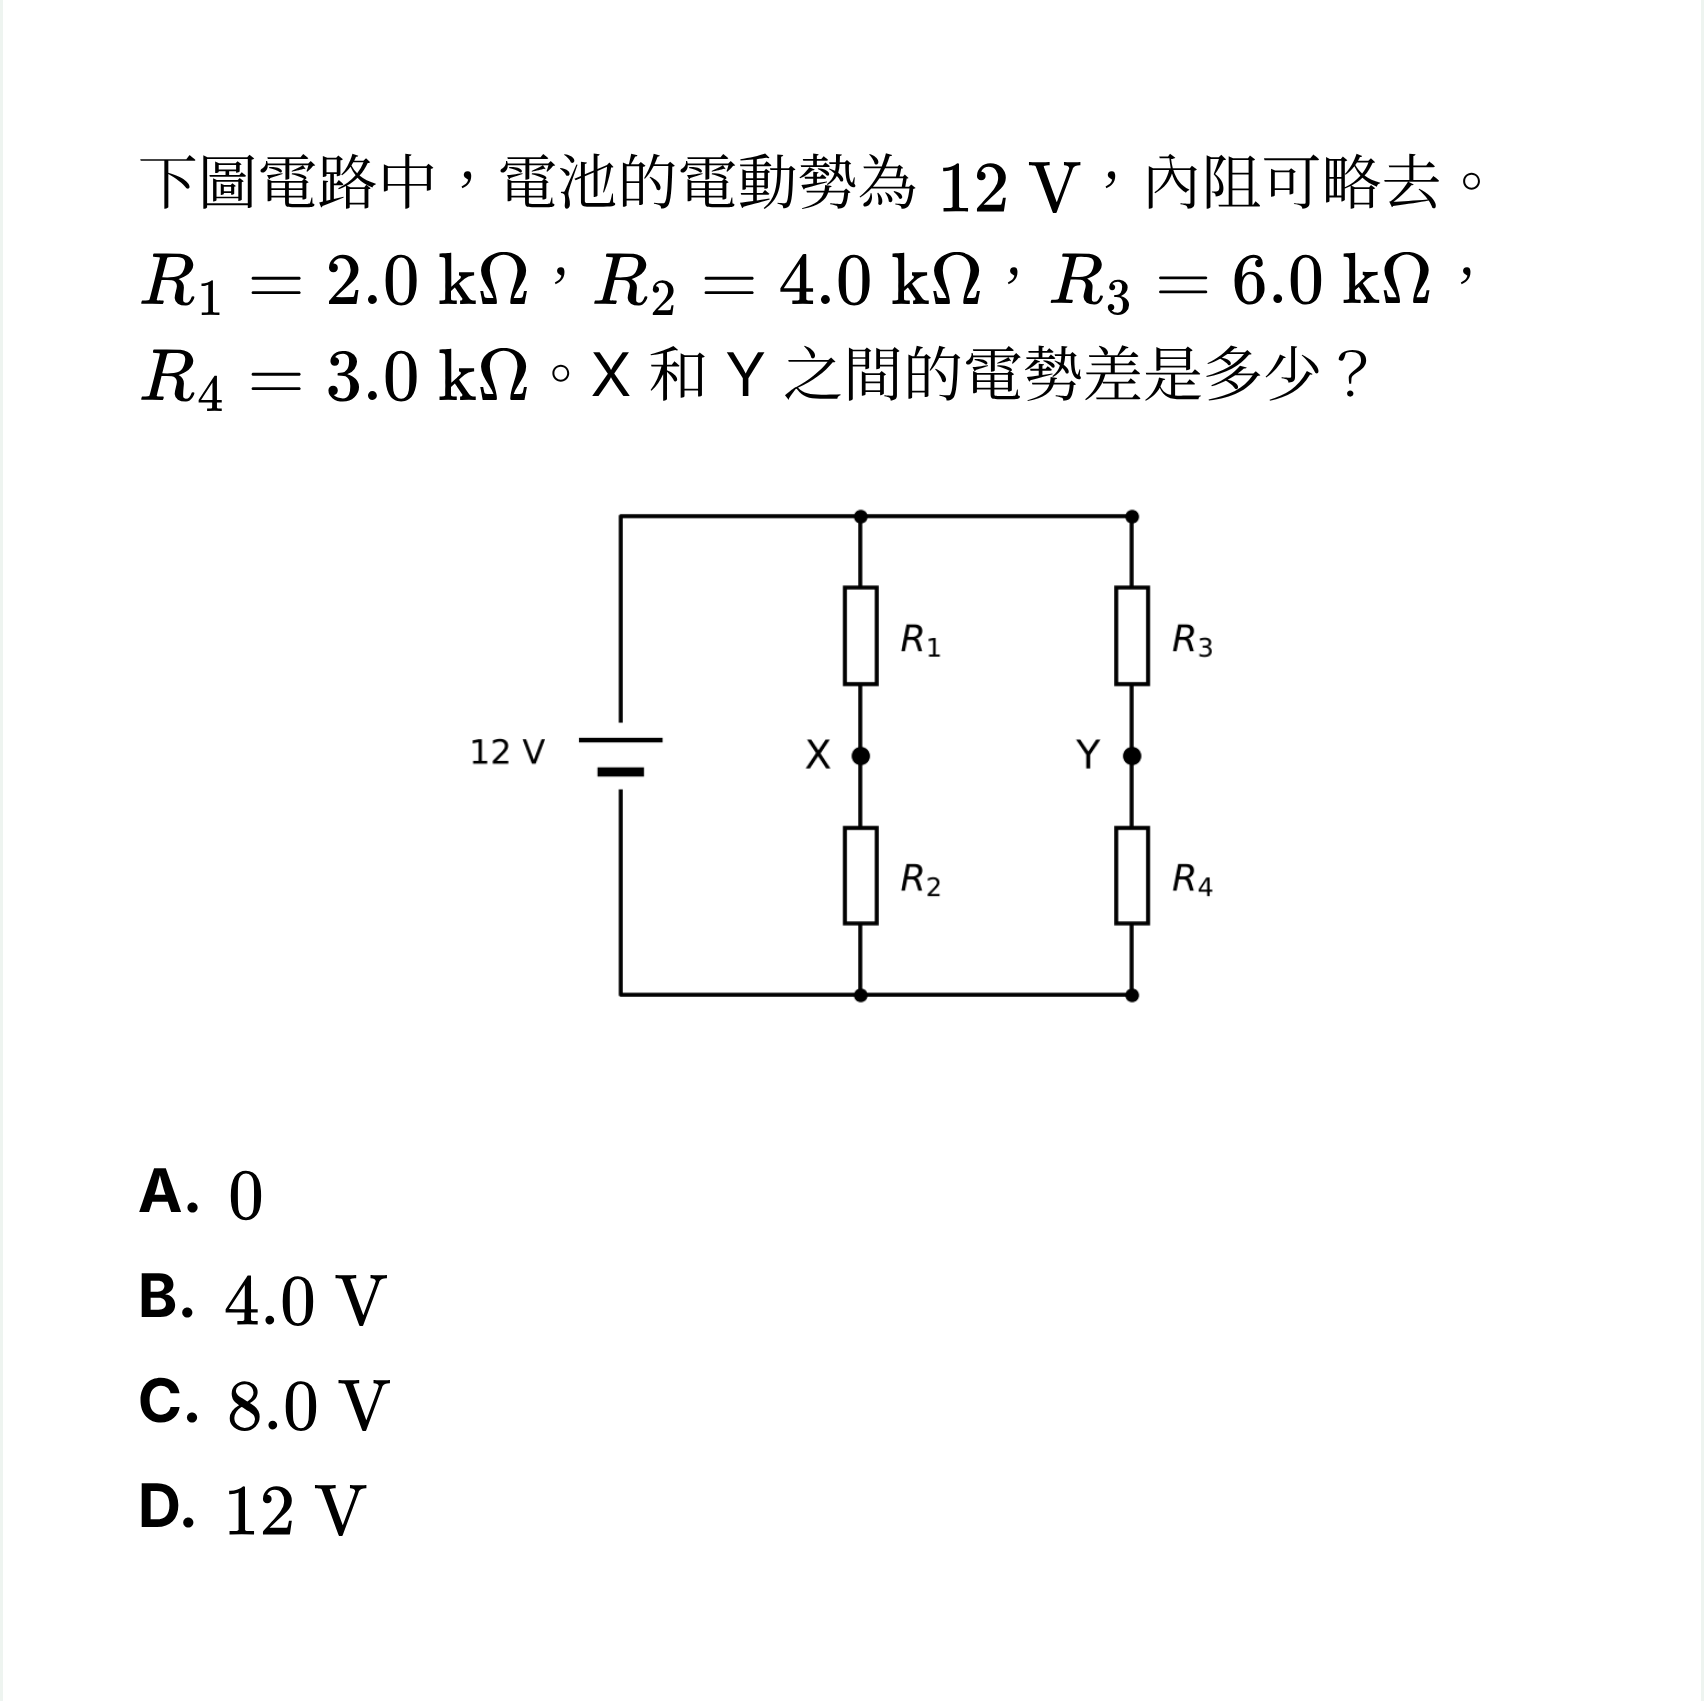 下圖電路中，電池的電動勢為 12 V，內阻可略去。
R₁ = 2.0 kΩ，R₂ = 4.0 kΩ，R₃ = 6.0 kΩ，
R₄ = 3.0 kΩ。X 和 Y 之間的電勢差是多少？
R₁
R₃
12 V
X
Y
R₂
R₄
A. 0
B. 4.0 V
C. 8.0 V
D. 12 V